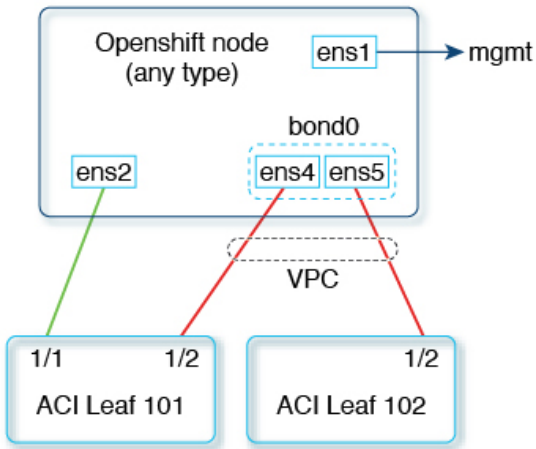 Openshift node
(any type)
ens1
mgmt
bond0
ens2
ens4
ens5
VPC
1/1
1/2
ACI Leaf 101
1/2
ACI Leaf 102